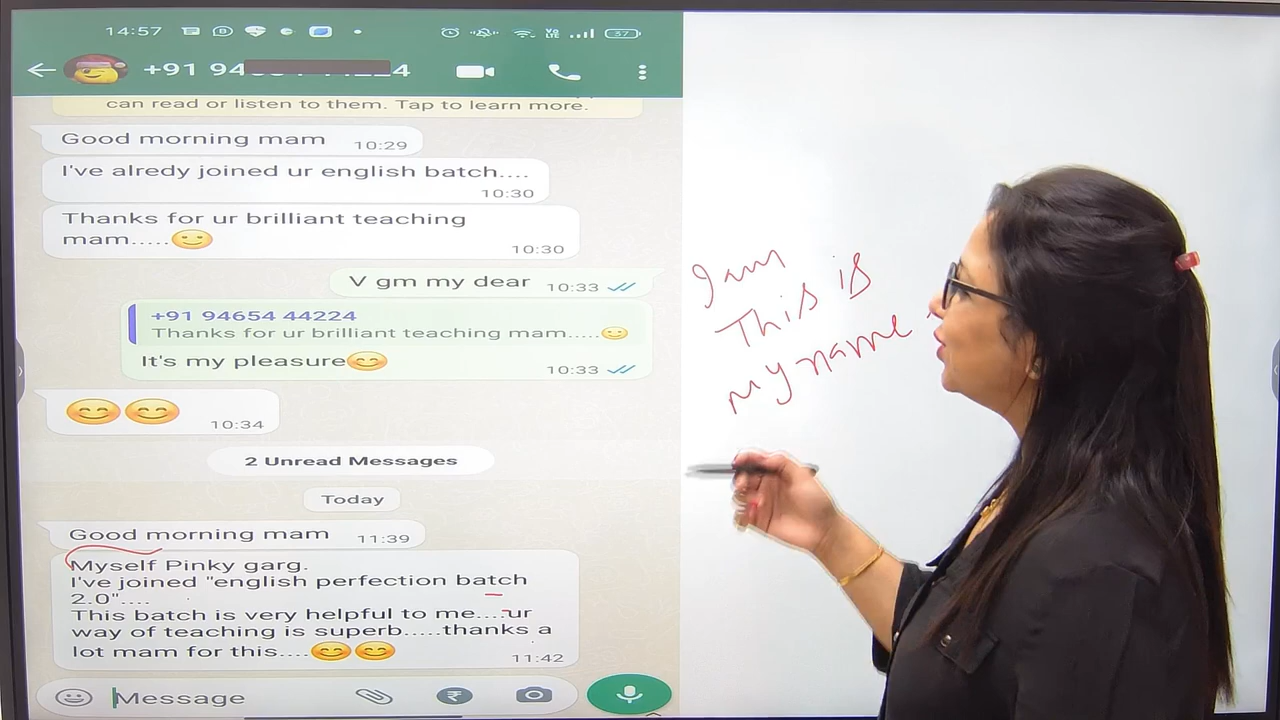 14:57
37
+91 94 4
can read or listen to them. Tap to learn more.
Good morning mam 10:29
I've alredy joined ur english batch....
10:30
Thanks for ur brilliant teaching
mam.....😊 10:30
V gm my dear 10:33
+91 94654 44224
Thanks for ur brilliant teaching mam.....😊
It's my pleasure😊 10:33
😊😊 10:34
2 Unread Messages
Today
Good morning mam 11:39
Myself Pinky garg.
I've joined "english perfection batch
2.0"....
This batch is very helpful to me....ur
way of teaching is superb.....thanks a
lot mam for this....😊😊 11:42
Message
I am
This is
my name